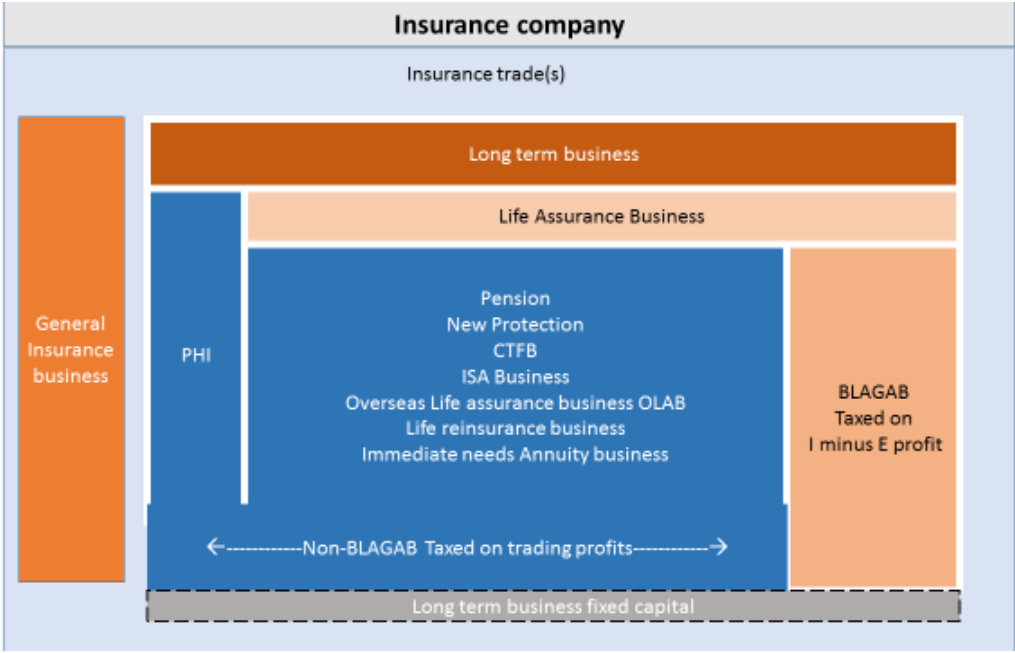 Insurance company
Insurance trade(s)
General
Insurance
business
Long term business
PHI
Life Assurance Business
Pension
New Protection
CTFB
ISA Business
Overseas Life assurance business OLAB
Life reinsurance business
Immediate needs Annuity business
BLAGAB
Taxed on
I minus E profit
←------------Non-BLAGAB Taxed on trading profits------------→
Long term business fixed capital